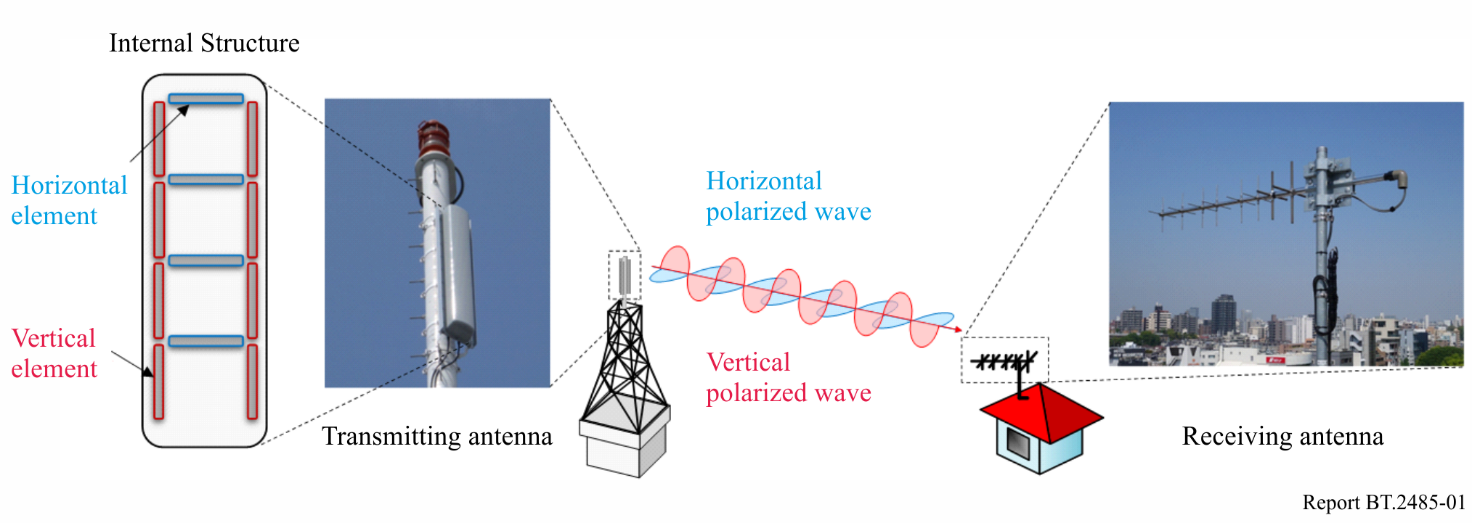 Internal Structure
Horizontal
element
Vertical
element
Transmitting antenna
Horizontal
polarized wave
Vertical
polarized wave
Receiving antenna
Report BT.2485-01